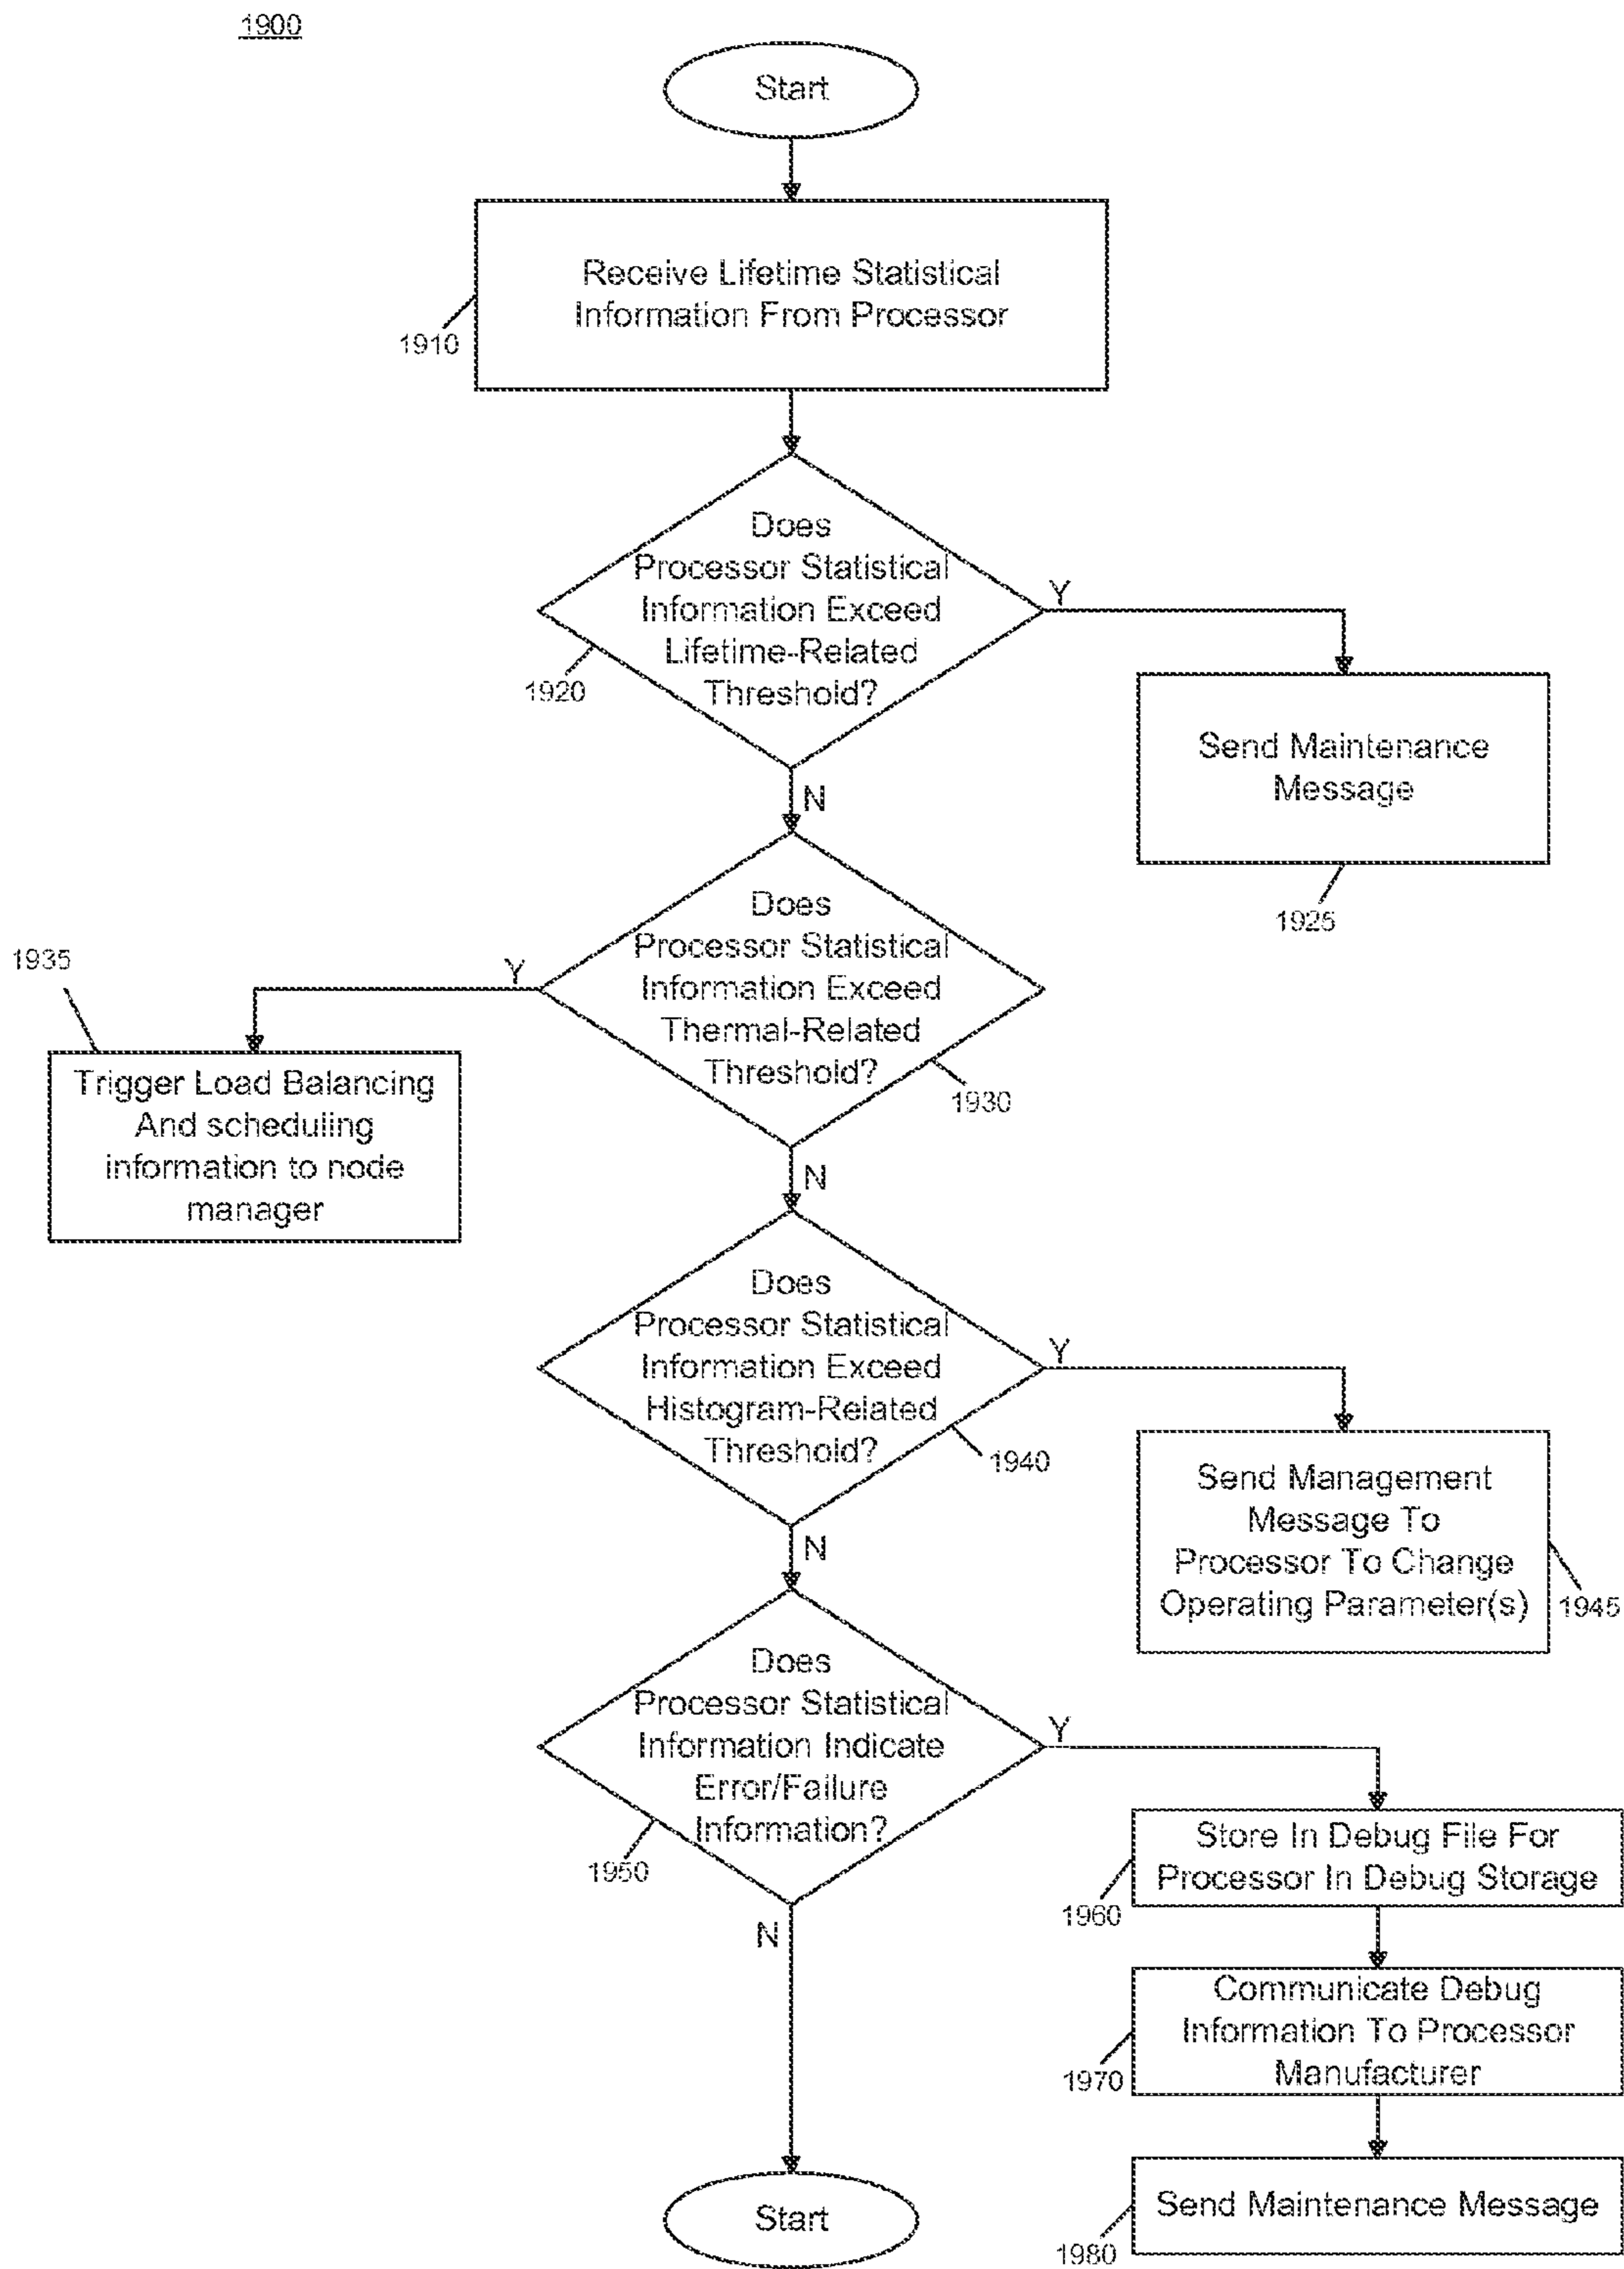 1900
Start
Receive Lifetime Statistical
Information From Processor
1910
Does
Processor Statistical
Information Exceed
Lifetime-Related
Threshold?
1920
Y
N
Send Maintenance
Message
1925
Does
Processor Statistical
Information Exceed
Thermal-Related
Threshold?
1930
Y
N
1935
Trigger Load Balancing
And scheduling
information to node
manager
Does
Processor Statistical
Information Exceed
Histogram-Related
Threshold?
1940
Y
N
Send Management
Message To
Processor To Change
Operating Parameter(s)
1945
Does
Processor Statistical
Information Indicate
Error/Failure
Information?
1950
Y
N
Store In Debug File For
Processor In Debug Storage
1960
Communicate Debug
Information To Processor
Manufacturer
1970
Send Maintenance Message
1980
Start